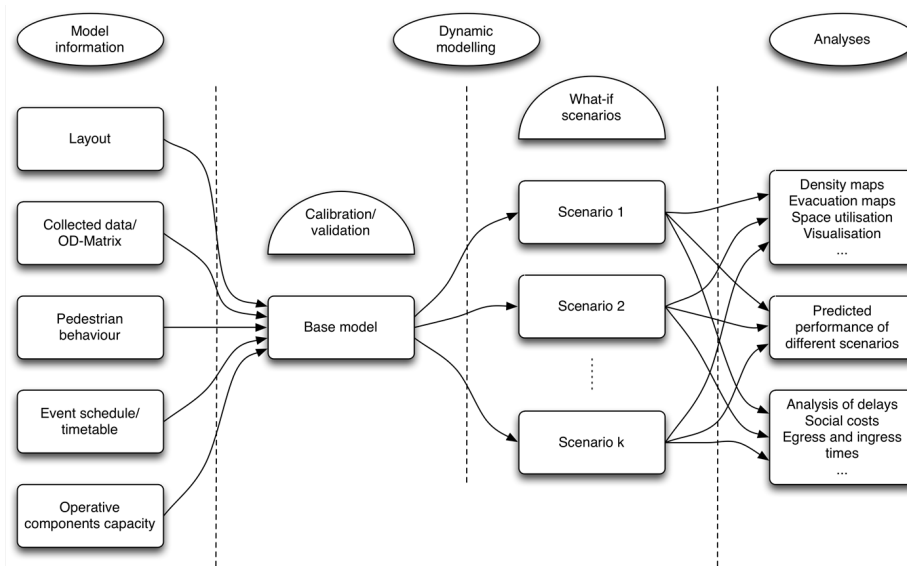 Model
information
Dynamic
modelling
Analyses
Layout
Collected data/
OD-Matrix
Pedestrian
behaviour
Event schedule/
timetable
Operative
components capacity
Calibration/
validation
Base model
What-if
scenarios
Scenario 1
Scenario 2
Scenario k
Density maps
Evacuation maps
Space utilisation
Visualisation
...
Predicted
performance of
different scenarios
Analysis of delays
Social costs
Egress and ingress
times
...